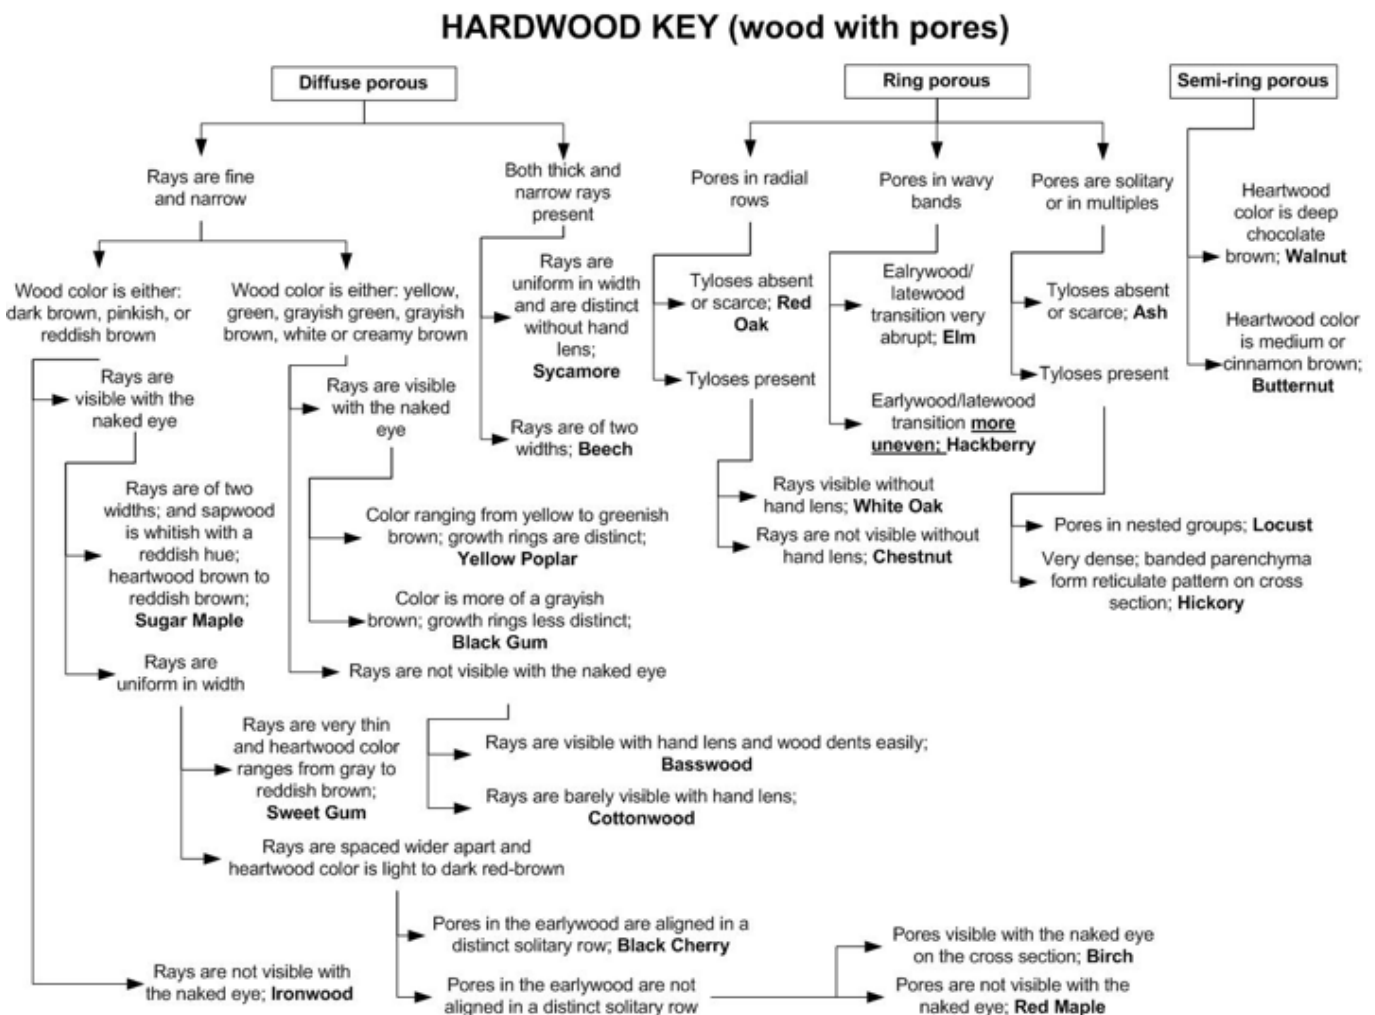 HARDWOOD KEY (wood with pores)
Diffuse porous
Ring porous
Semi-ring porous
Rays are fine
and narrow
Both thick and
narrow rays
present
Pores in radial
rows
Pores in wavy
bands
Pores are solitary
or in multiples
Heartwood
color is deep
chocolate
brown; Walnut
Heartwood color
is medium or
cinnamon brown;
Butternut
Wood color is either:
dark brown, pinkish, or
reddish brown
Wood color is either: yellow,
green, grayish green, grayish
brown, white or creamy brown
Rays are
uniform in width
and are distinct
without hand
lens;
Sycamore
Rays are of two
widths; Beech
Tyloses absent
or scarce; Red
Oak
Tyloses present
Ealrywood/
latewood
transition very
abrupt; Elm
Earlywood/latewood
transition more
uneven; Hackberry
Tyloses absent
or scarce; Ash
Tyloses present
Rays are
visible with the
naked eye
Rays are visible
with the naked
eye
Rays are of two
widths; and sapwood
is whitish with a
reddish hue;
heartwood brown to
reddish brown;
Sugar Maple
Rays are
uniform in width
Color ranging from yellow to greenish
brown; growth rings are distinct;
Yellow Poplar
Color is more of a grayish
brown; growth rings less distinct;
Black Gum
Rays are not visible with the naked eye
Rays visible without
hand lens; White Oak
Rays are not visible without
hand lens; Chestnut
Pores in nested groups; Locust
Very dense; banded parenchyma
form reticulate pattern on cross
section; Hickory
Rays are very thin
and heartwood color
ranges from gray to
reddish brown;
Sweet Gum
Rays are visible with hand lens and wood dents easily;
Basswood
Rays are barely visible with hand lens;
Cottonwood
Rays are spaced wider apart and
heartwood color is light to dark red-brown
Pores in the earlywood are aligned in a
distinct solitary row; Black Cherry
Pores in the earlywood are not
aligned in a distinct solitary row
Pores visible with the naked eye
on the cross section; Birch
Pores are not visible with the
naked eye; Red Maple
Rays are not visible with
the naked eye; Ironwood